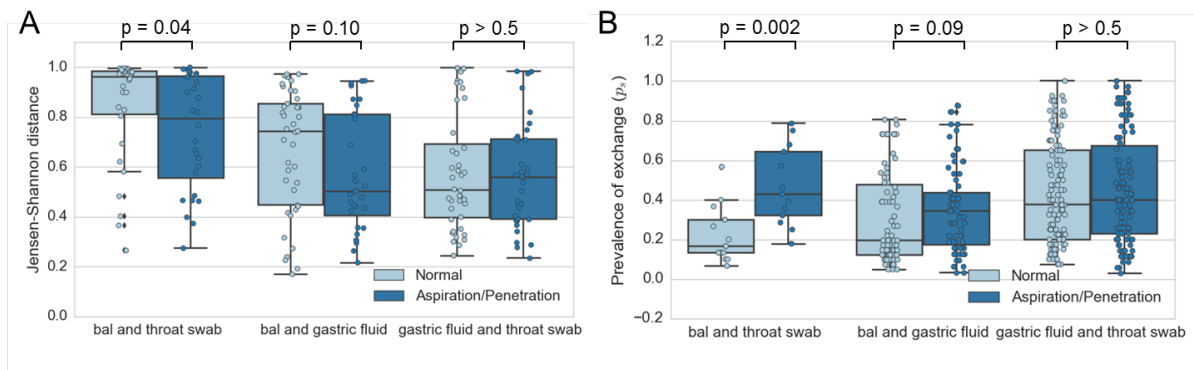 A
p = 0.04
p = 0.10
p > 0.5
1.0
0.8
0.6
0.4
0.2
0.0
Jensen-Shannon distance
Normal
Aspiration/Penetration
bal and throat swab
bal and gastric fluid
gastric fluid and throat swab
B
p = 0.002
p = 0.09
p > 0.5
1.2
1.0
0.8
0.6
0.4
0.2
0.0
−0.2
Prevalence of exchange (pₛ)
Normal
Aspiration/Penetration
bal and throat swab
bal and gastric fluid
gastric fluid and throat swab